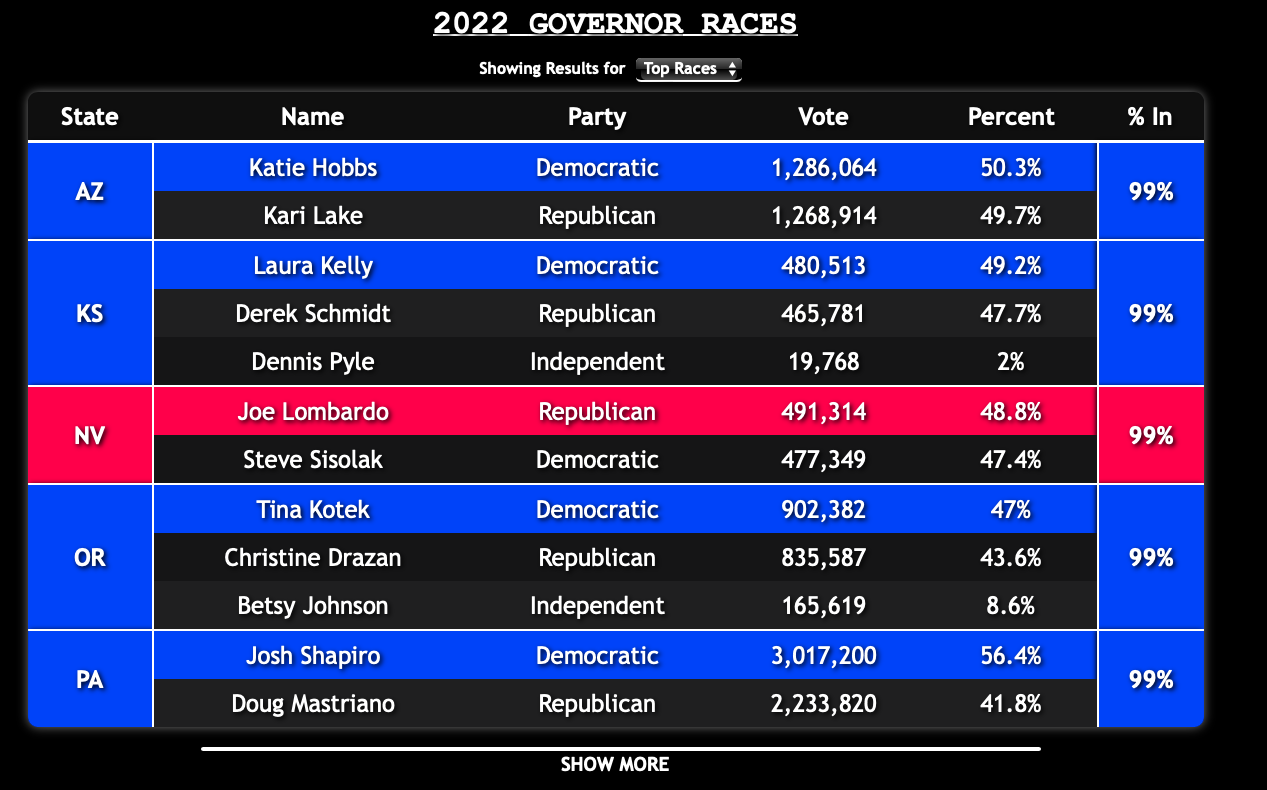 2022 GOVERNOR RACES
Showing Results for Top Races
State Name Party Vote Percent % In
AZ Katie Hobbs Democratic 1,286,064 50.3% 99%
Kari Lake Republican 1,268,914 49.7%
KS Laura Kelly Democratic 480,513 49.2% 99%
Derek Schmidt Republican 465,781 47.7%
Dennis Pyle Independent 19,768 2%
NV Joe Lombardo Republican 491,314 48.8% 99%
Steve Sisolak Democratic 477,349 47.4%
OR Tina Kotek Democratic 902,382 47% 99%
Christine Drazan Republican 835,587 43.6%
Betsy Johnson Independent 165,619 8.6%
PA Josh Shapiro Democratic 3,017,200 56.4% 99%
Doug Mastriano Republican 2,233,820 41.8%
SHOW MORE